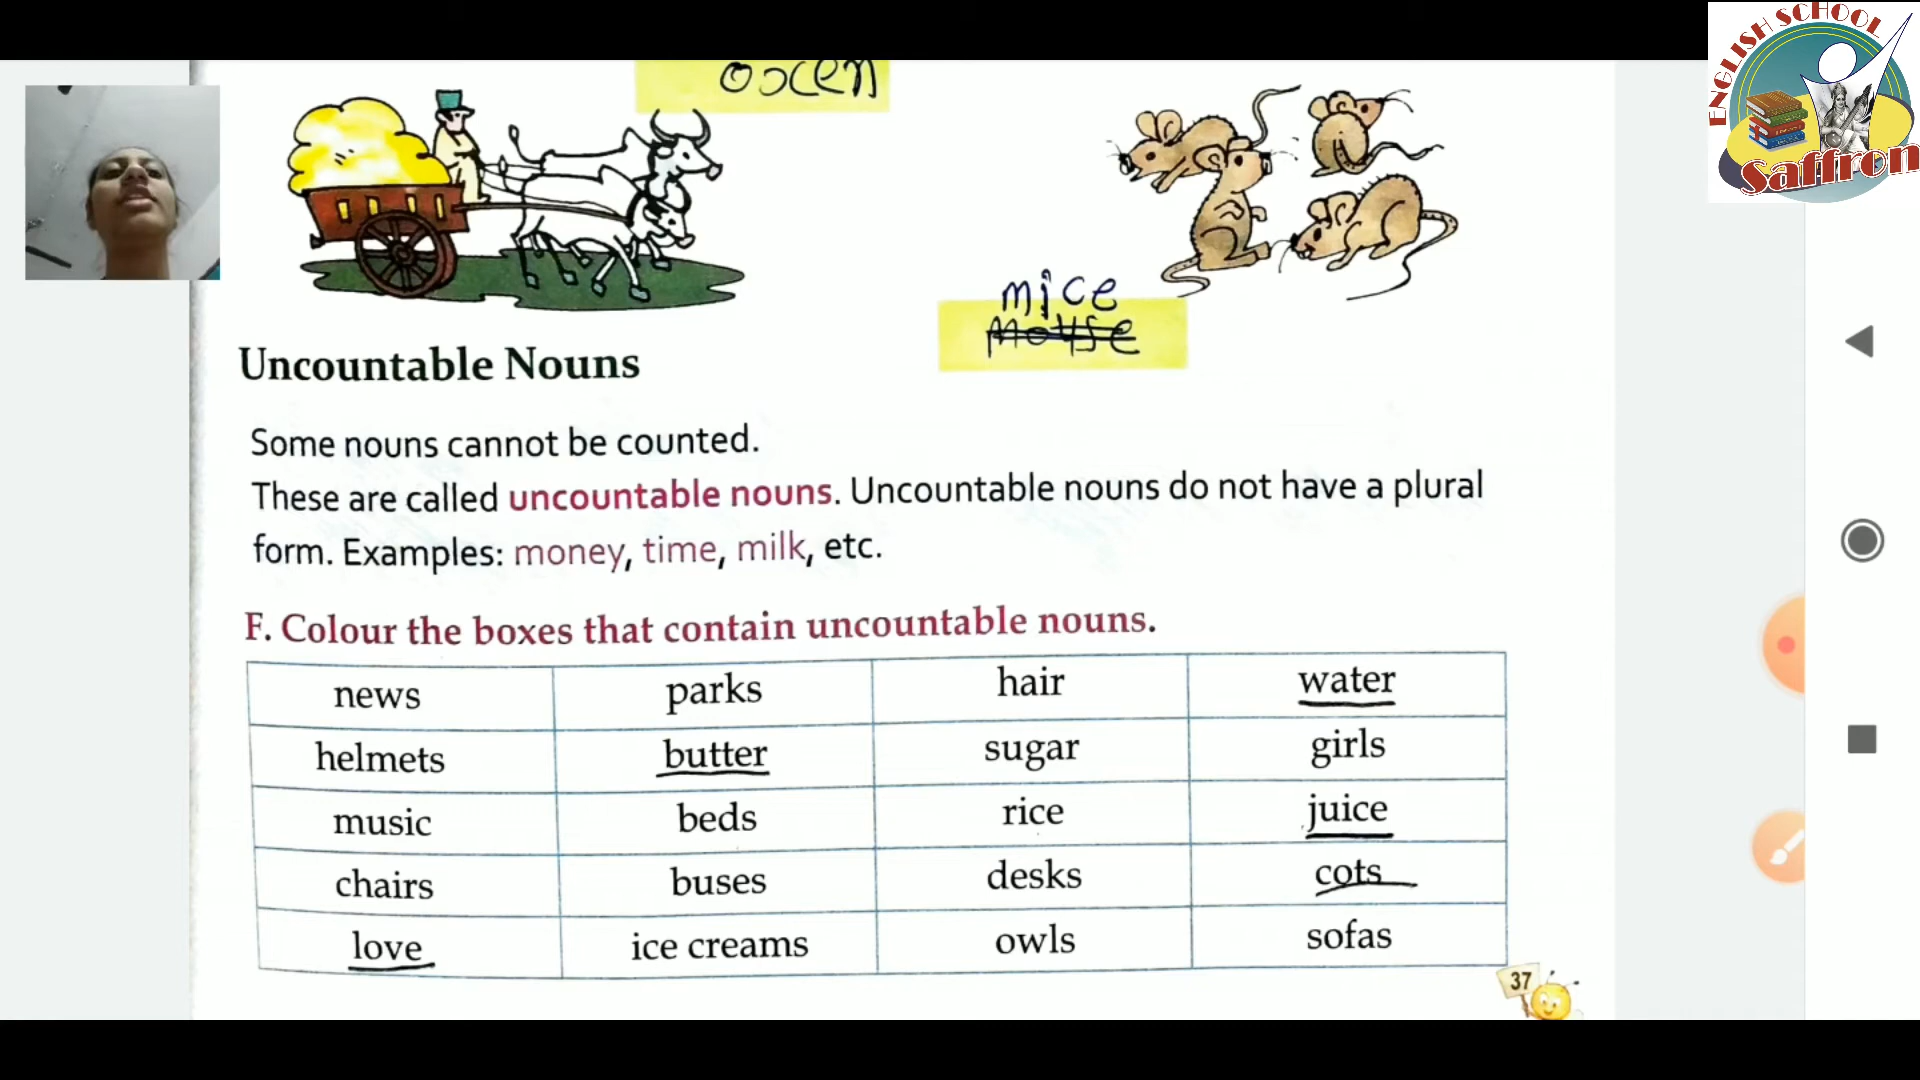 ENGLISH SCHOOL
Saffron
oxen
mice
mouse
Uncountable Nouns
Some nouns cannot be counted.
These are called uncountable nouns. Uncountable nouns do not have a plural
form. Examples: money, time, milk, etc.
F. Colour the boxes that contain uncountable nouns.
news parks hair water
helmets butter sugar girls
music beds rice juice
chairs buses desks cots
love ice creams owls sofas
37